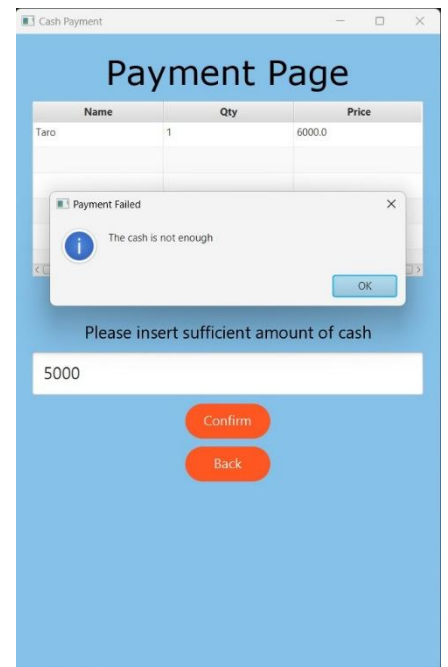 Cash Payment
Payment Page
Name Qty Price
Taro 1 6000.0
Payment Failed
The cash is not enough
OK
Please insert sufficient amount of cash
5000
Confirm
Back